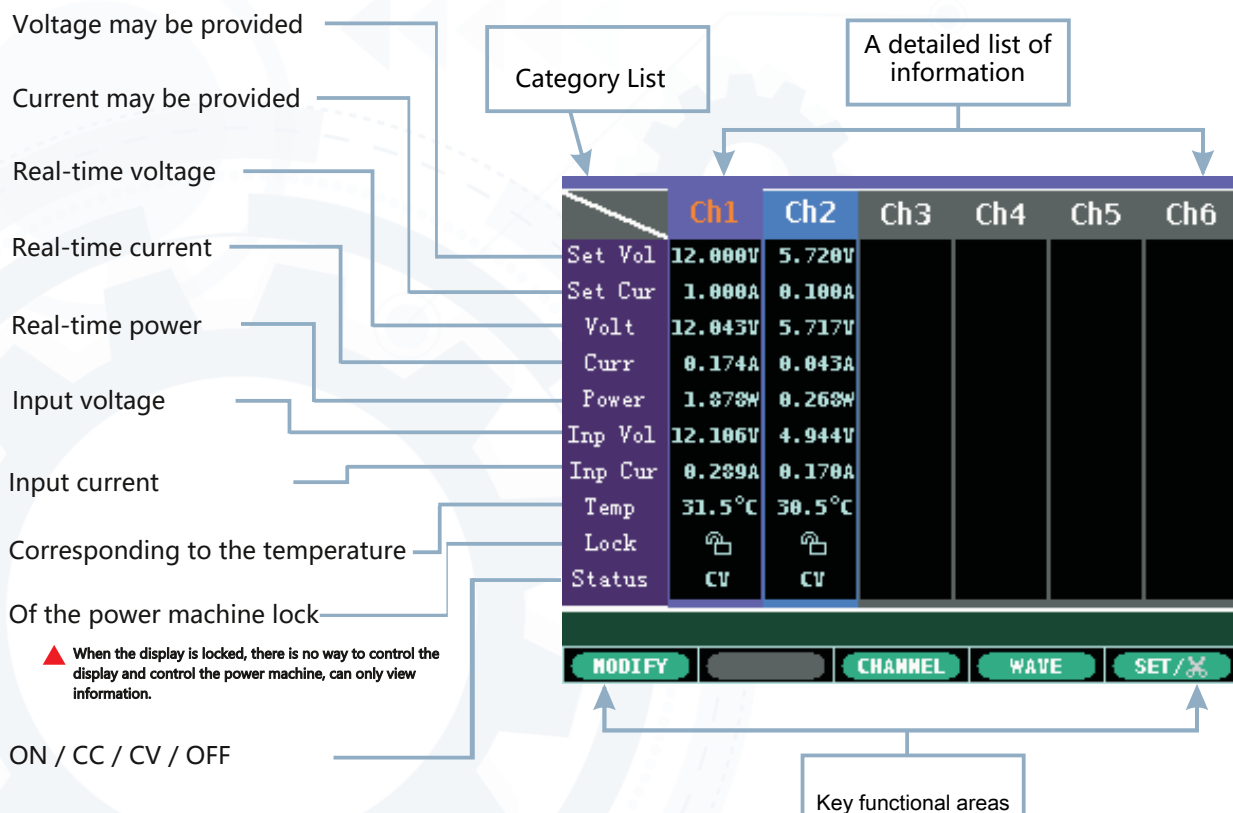 Voltage may be provided
Current may be provided
Real-time voltage
Real-time current
Real-time power
Input voltage
Input current
Corresponding to the temperature
Of the power machine lock
When the display is locked, there is no way to control the
display and control the power machine, can only view
information.
ON / CC / CV / OFF
Category List
A detailed list of
information
Ch1 Ch2 Ch3 Ch4 Ch5 Ch6
Set Vol 12.000V 5.720V
Set Cur 1.000A 0.100A
Volt 12.043V 5.717V
Curr 0.174A 0.043A
Power 1.878W 0.268W
Inp Vol 12.106V 4.944V
Inp Cur 0.289A 0.170A
Temp 31.5°C 30.5°C
Lock
Status CV CV
MODIFY CHANNEL WAVE SET/
Key functional areas